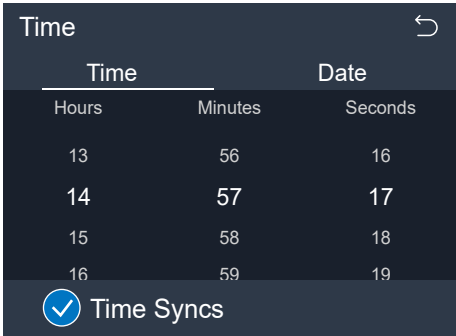 Time
Time Date
Hours Minutes Seconds
13 56 16
14 57 17
15 58 18
16 59 19
Time Syncs